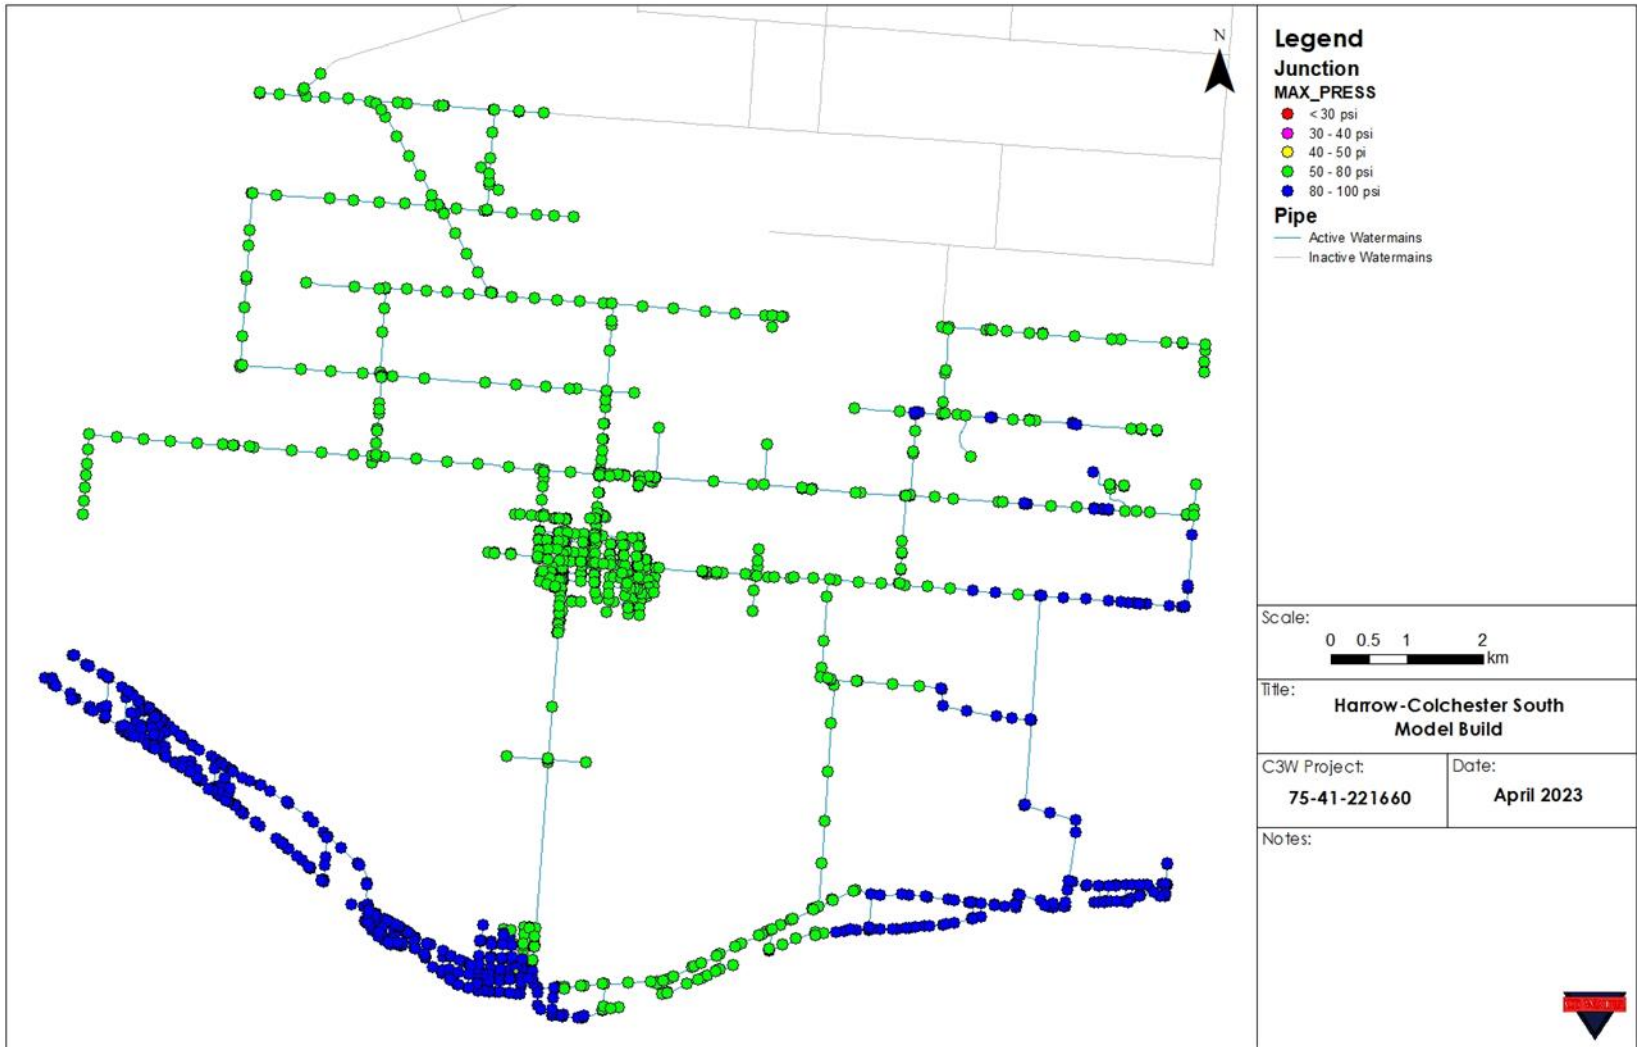 N
Legend
Junction
MAX_PRESS
< 30 psi
30 - 40 psi
40 - 50 pi
50 - 80 psi
80 - 100 psi
Pipe
Active Watermains
Inactive Watermains
Scale:
0 0.5 1 2
km
Title:
Harrow-Colchester South
Model Build
C3W Project:
75-41-221660
Date:
April 2023
Notes: